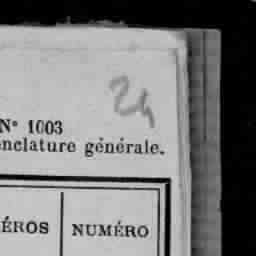 24
N° 1003
nclature générale.
ÉROS NUMÉRO